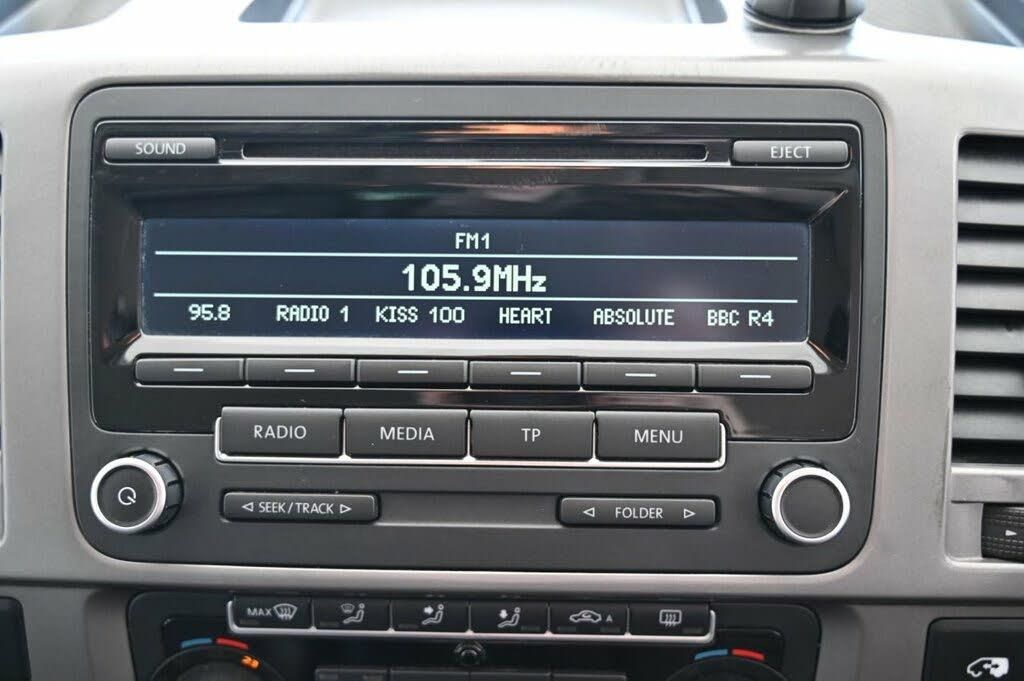 SOUND EJECT
FM1
105.9MHz
95.8 RADIO 1 KISS 100 HEART ABSOLUTE BBC R4
RADIO MEDIA TP MENU
SEEK/TRACK FOLDER
MAX A